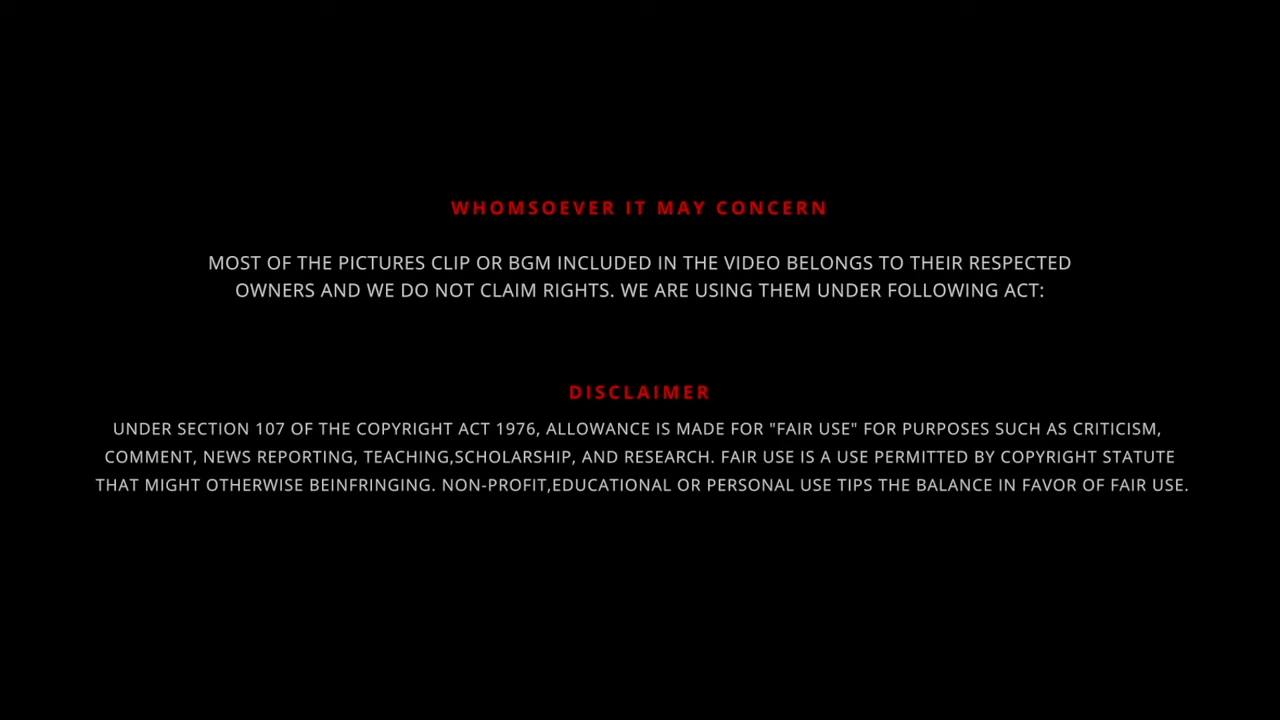 WHOMSOEVER IT MAY CONCERN
MOST OF THE PICTURES CLIP OR BGM INCLUDED IN THE VIDEO BELONGS TO THEIR RESPECTED
OWNERS AND WE DO NOT CLAIM RIGHTS. WE ARE USING THEM UNDER FOLLOWING ACT:
DISCLAIMER
UNDER SECTION 107 OF THE COPYRIGHT ACT 1976, ALLOWANCE IS MADE FOR "FAIR USE" FOR PURPOSES SUCH AS CRITICISM,
COMMENT, NEWS REPORTING, TEACHING,SCHOLARSHIP, AND RESEARCH. FAIR USE IS A USE PERMITTED BY COPYRIGHT STATUTE
THAT MIGHT OTHERWISE BEINFRINGING. NON-PROFIT,EDUCATIONAL OR PERSONAL USE TIPS THE BALANCE IN FAVOR OF FAIR USE.